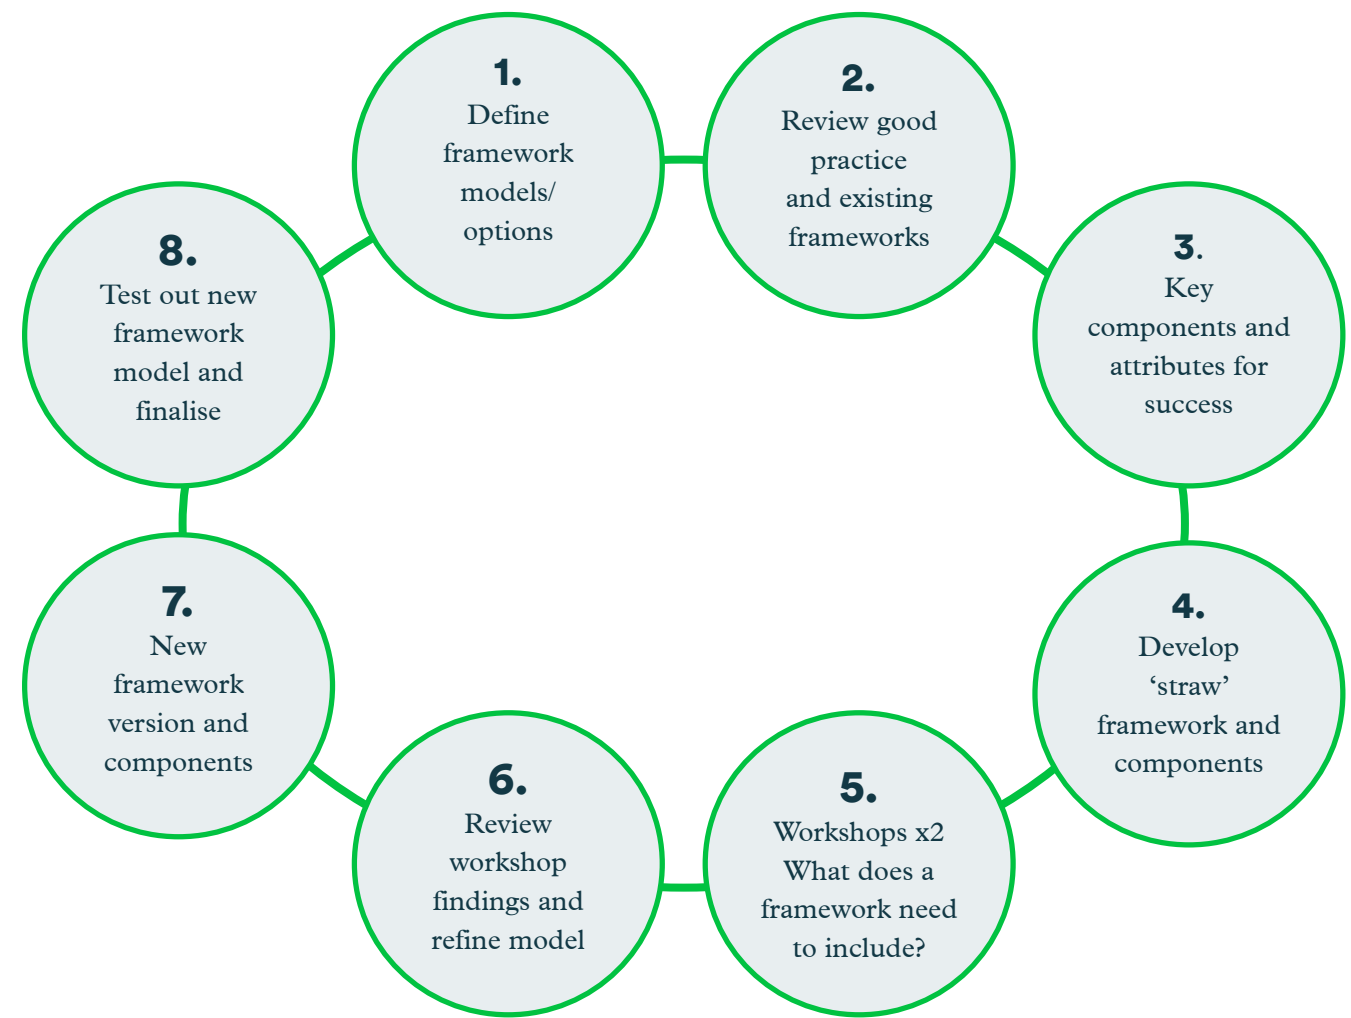 1.
Define
framework
models/
options
2.
Review good
practice
and existing
frameworks
3.
Key
components and
attributes for
success
4.
Develop
‘straw’
framework and
components
5.
Workshops x2
What does a
framework need
to include?
6.
Review
workshop
findings and
refine model
7.
New
framework
version and
components
8.
Test out new
framework
model and
finalise